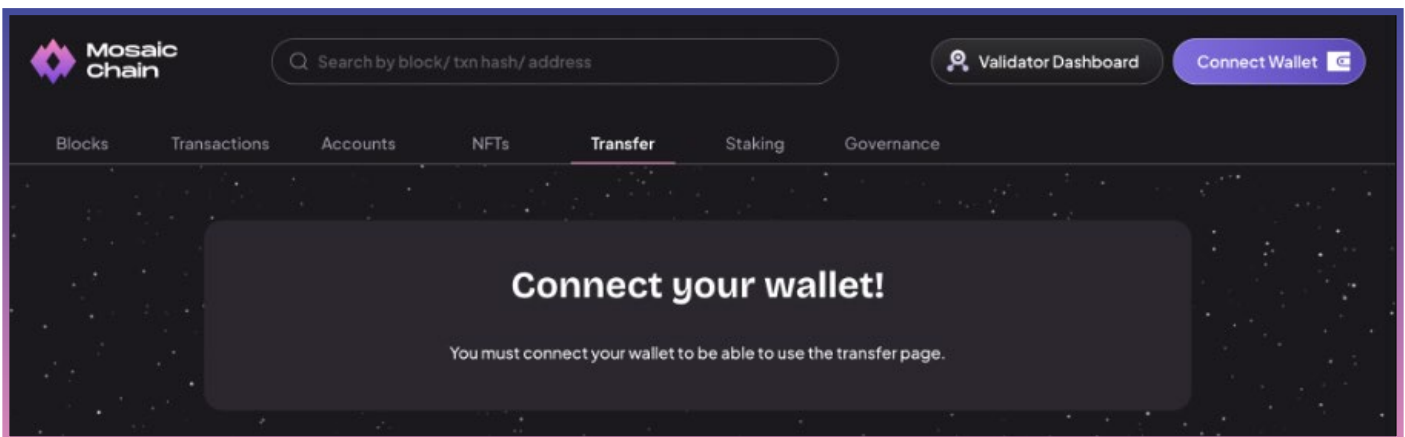 Mosaic
Chain
Search by block/ txn hash/ address
Validator Dashboard
Connect Wallet
Blocks
Transactions
Accounts
NFTs
Transfer
Staking
Governance
Connect your wallet!
You must connect your wallet to be able to use the transfer page.